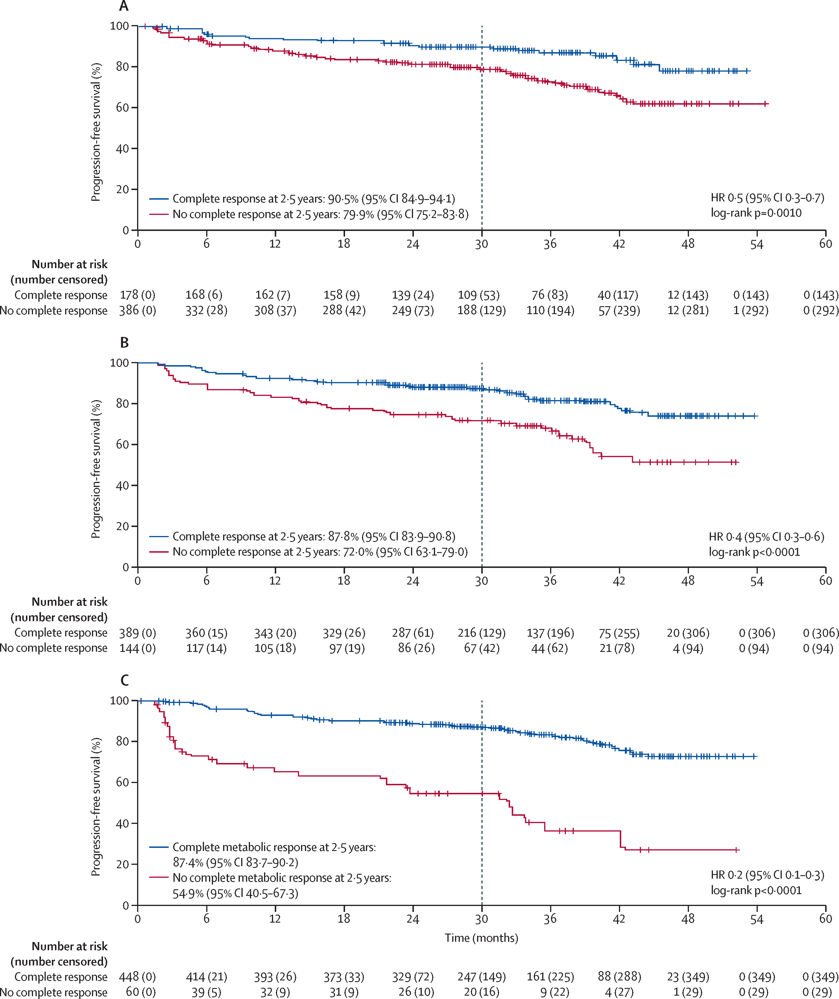 A
100
80
60
40
20
0
Progression-free survival (%)
Complete response at 2·5 years: 90·5% (95% CI 84·9–94·1)
No complete response at 2·5 years: 79·9% (95% CI 75·2–83·8)
HR 0·5 (95% CI 0·3–0·7)
log-rank p=0·0010
0 6 12 18 24 30 36 42 48 54 60
Number at risk
(number censored)
Complete response 178 (0) 168 (6) 162 (7) 158 (9) 139 (24) 109 (53) 76 (83) 40 (117) 12 (143) 0 (143) 0 (143)
No complete response 386 (0) 332 (28) 308 (37) 288 (42) 249 (73) 188 (129) 110 (194) 57 (239) 12 (281) 1 (292) 0 (292)
B
100
80
60
40
20
0
Progression-free survival (%)
Complete response at 2·5 years: 87·8% (95% CI 83·9–90·8)
No complete response at 2·5 years: 72·0% (95% CI 63·1–79·0)
HR 0·4 (95% CI 0·3–0·6)
log-rank p<0·0001
0 6 12 18 24 30 36 42 48 54 60
Number at risk
(number censored)
Complete response 389 (0) 360 (15) 343 (20) 329 (26) 287 (61) 216 (129) 137 (196) 75 (255) 20 (306) 0 (306) 0 (306)
No complete response 144 (0) 117 (14) 105 (18) 97 (19) 86 (26) 67 (42) 44 (62) 21 (78) 4 (94) 0 (94) 0 (94)
C
100
80
60
40
20
0
Progression-free survival (%)
Complete metabolic response at 2·5 years:
87·4% (95% CI 83·7–90·2)
No complete metabolic response at 2·5 years:
54·9% (95% CI 40·5–67·3)
HR 0·2 (95% CI 0·1–0·3)
log-rank p<0·0001
0 6 12 18 24 30 36 42 48 54 60
Time (months)
Number at risk
(number censored)
Complete response 448 (0) 414 (21) 393 (26) 373 (33) 329 (72) 247 (149) 161 (225) 88 (288) 23 (349) 0 (349) 0 (349)
No complete response 60 (0) 39 (5) 32 (9) 31 (9) 26 (10) 20 (16) 9 (22) 4 (27) 1 (29) 0 (29) 0 (29)